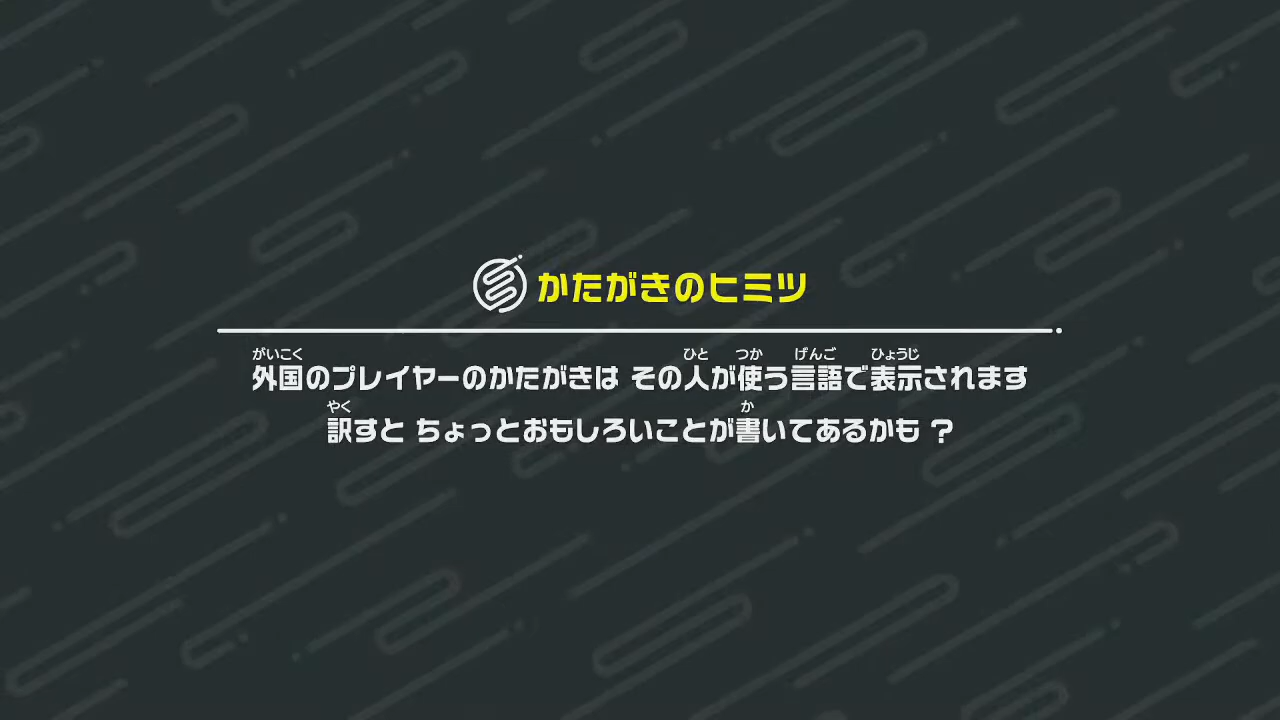 かたがきのヒミツ
がいこく ひと つか げんご ひょうじ
外国のプレイヤーのかたがきは その人が使う言語で表示されます
やく か
訳すと ちょっとおもしろいことが書いてあるかも ?